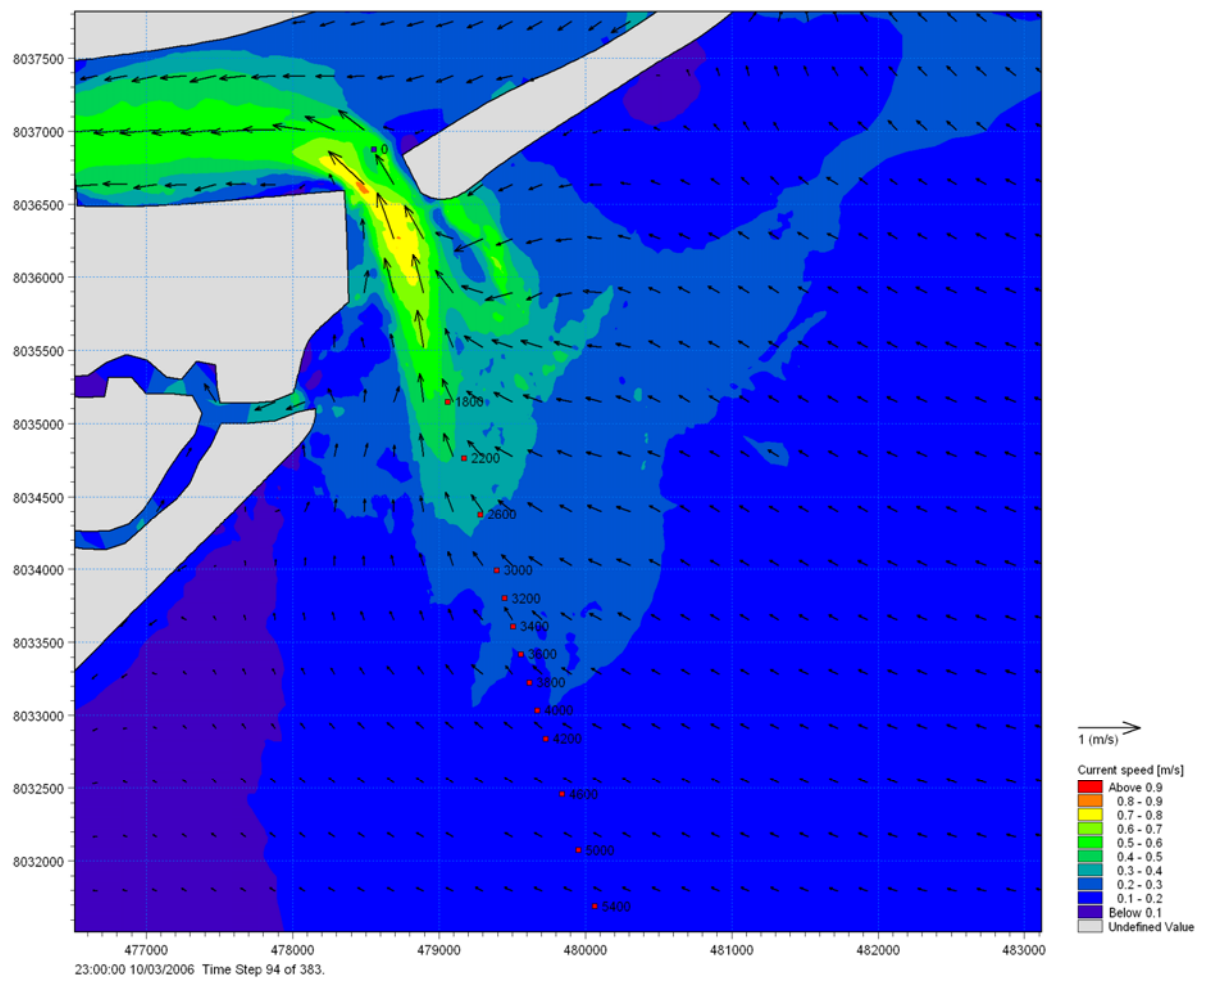 8037500
8037000
0
8036500
8036000
8035500
1800
8035000
2200
8034500
2600
8034000
3000
3200
3400
8033500
3600
3800
8033000
4000
4200
1 (m/s)
Current speed [m/s]
Above 0.9
0.8 - 0.9
0.7 - 0.8
0.6 - 0.7
0.5 - 0.6
0.4 - 0.5
0.3 - 0.4
0.2 - 0.3
0.1 - 0.2
Below 0.1
Undefined Value
8032500
4600
8032000
5000
5400
477000 478000 479000 480000 481000 482000 483000
23:00:00 10/03/2006 Time Step 94 of 383.